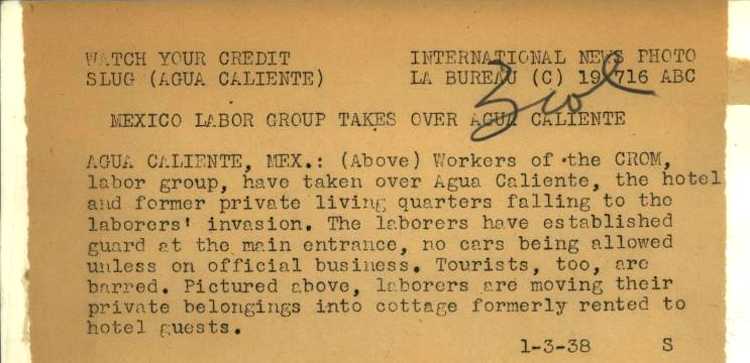 WATCH YOUR CREDIT INTERNATIONAL NEWS PHOTO
SLUG (AGUA CALIENTE) LA BUREAU (C) 19 716 ABC
MEXICO LABOR GROUP TAKES OVER AGUA CALIENTE
AGUA CALIENTE, MEX.: (Above) Workers of the CROM,
labor group, have taken over Agua Caliente, the hotel
and former private living quarters falling to the
laborers' invasion. The laborers have established
guard at the main entrance, no cars being allowed
unless on official business. Tourists, too, are
barred. Pictured above, laborers are moving their
private belongings into cottage formerly rented to
hotel guests.
1-3-38 S